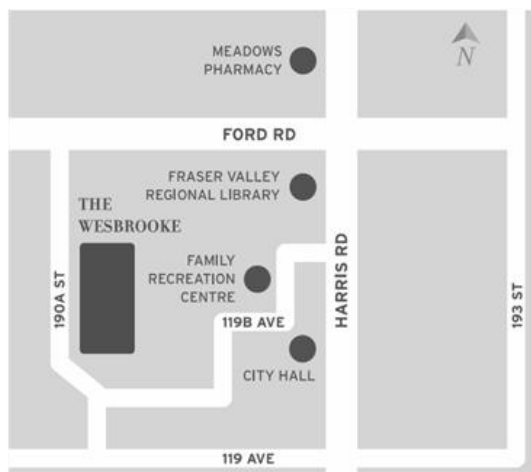 MEADOWS
PHARMACY
N
FORD RD
FRASER VALLEY
REGIONAL LIBRARY
THE
WESBROOKE
FAMILY
RECREATION
CENTRE
190A ST
119B AVE
HARRIS RD
193 ST
CITY HALL
119 AVE